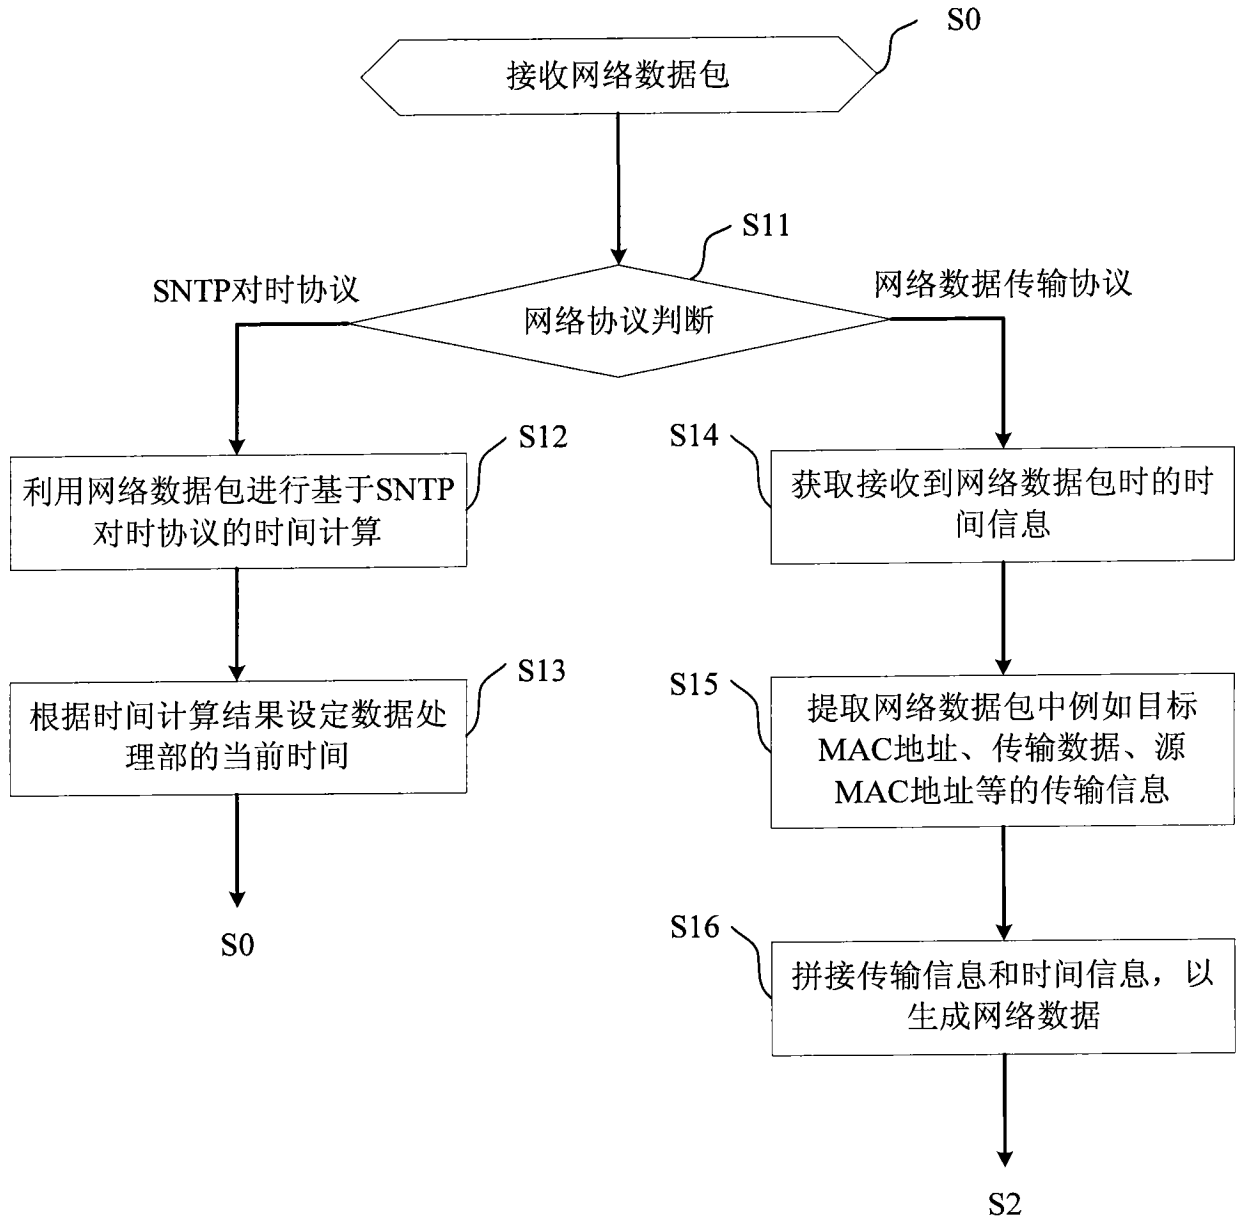 S0
接收网络数据包
S11
SNTP对时协议
网络数据传输协议
网络协议判断
S12
利用网络数据包进行基于SNTP
对时协议的时间计算
S13
根据时间计算结果设定数据处
理部的当前时间
S0
S14
获取接收到网络数据包时的时
间信息
S15
提取网络数据包中例如目标
MAC地址、传输数据、源
MAC地址等的传输信息
S16
拼接传输信息和时间信息，以
生成网络数据
S2